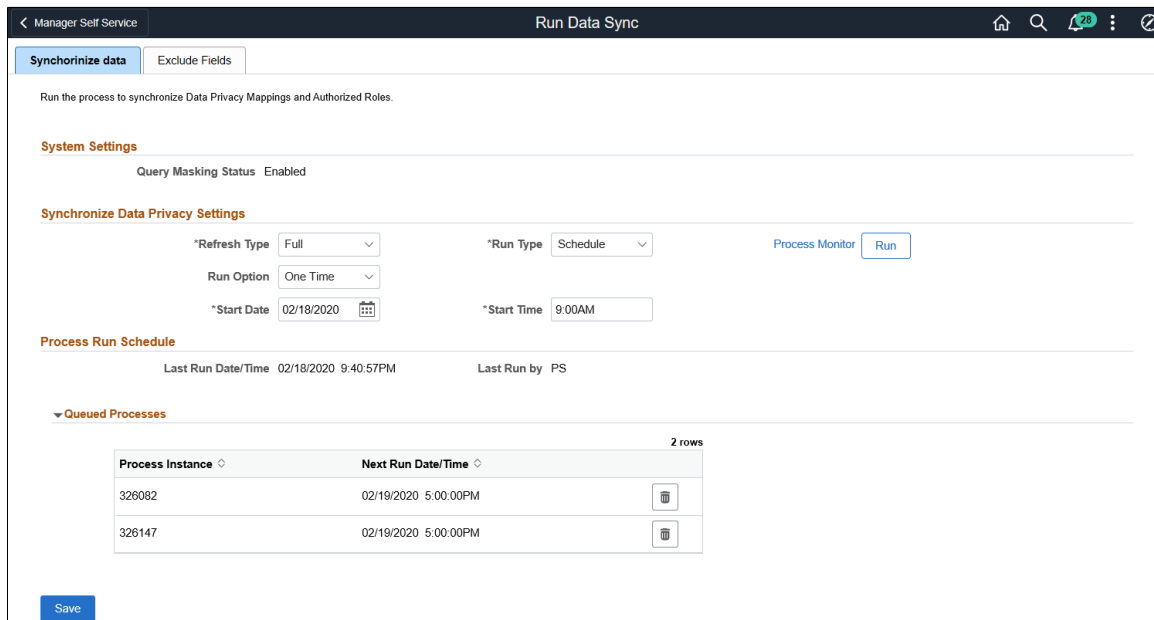 Manager Self Service Run Data Sync 28
Synchorinize data Exclude Fields
Run the process to synchronize Data Privacy Mappings and Authorized Roles.
System Settings
Query Masking Status Enabled
Synchronize Data Privacy Settings
*Refresh Type Full *Run Type Schedule Process Monitor Run
Run Option One Time
*Start Date 02/18/2020 *Start Time 9:00AM
Process Run Schedule
Last Run Date/Time 02/18/2020 9:40:57PM Last Run by PS
Queued Processes
2 rows
Process Instance Next Run Date/Time
326082 02/19/2020 5:00:00PM
326147 02/19/2020 5:00:00PM
Save